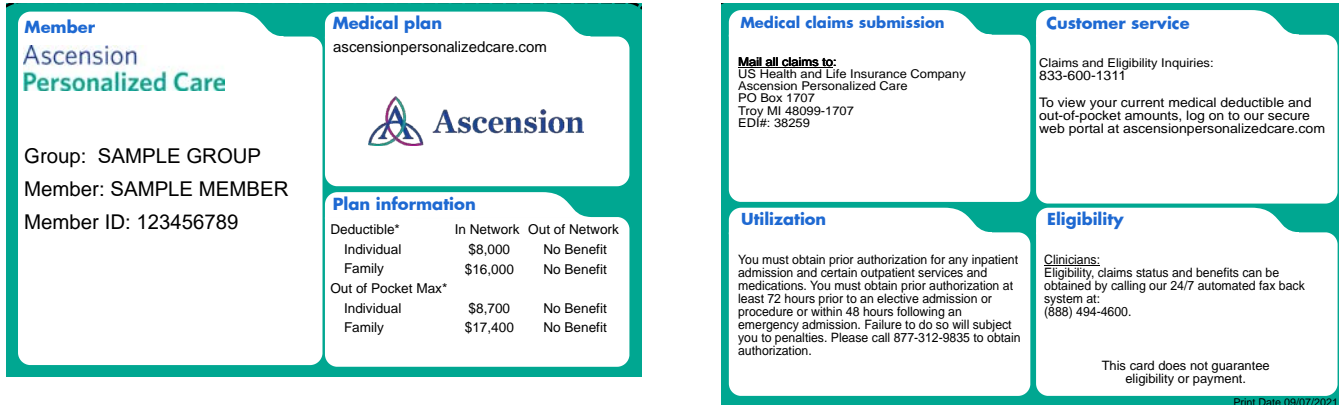 Member
Ascension
Personalized Care
Group: SAMPLE GROUP
Member: SAMPLE MEMBER
Member ID: 123456789
Medical plan
ascensionpersonalizedcare.com
Ascension
Plan information
Deductible* In Network Out of Network
Individual $8,000 No Benefit
Family $16,000 No Benefit
Out of Pocket Max*
Individual $8,700 No Benefit
Family $17,400 No Benefit
Medical claims submission
Mail all claims to:
US Health and Life Insurance Company
Ascension Personalized Care
PO Box 1707
Troy MI 48099-1707
EDI#: 38259
Customer service
Claims and Eligibility Inquiries:
833-600-1311
To view your current medical deductible and
out-of-pocket amounts, log on to our secure
web portal at ascensionpersonalizedcare.com
Utilization
You must obtain prior authorization for any inpatient
admission and certain outpatient services and
medications. You must obtain prior authorization at
least 72 hours prior to an elective admission or
procedure or within 48 hours following an
emergency admission. Failure to do so will subject
you to penalties. Please call 877-312-9835 to obtain
authorization.
Eligibility
Clinicians:
Eligibility, claims status and benefits can be
obtained by calling our 24/7 automated fax back
system at:
(888) 494-4600.
This card does not guarantee
eligibility or payment.
Print Date 09/07/2021